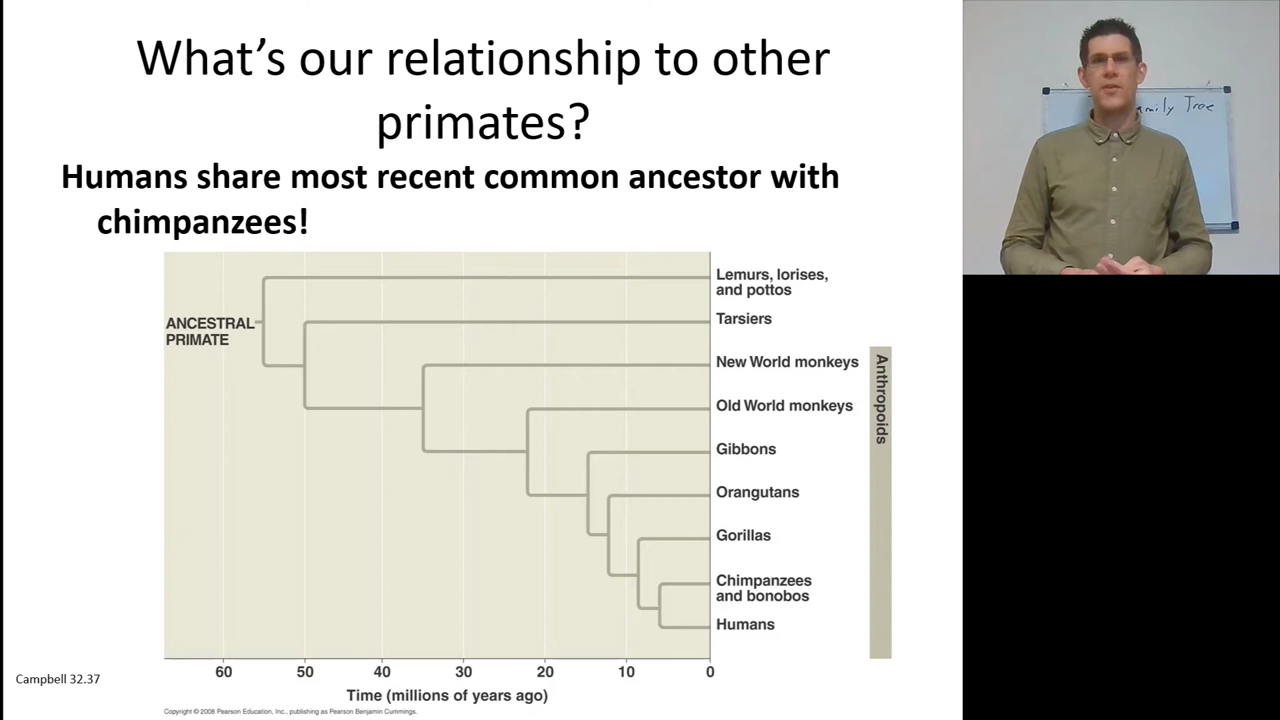 What's our relationship to other
primates?
Humans share most recent common ancestor with
chimpanzees!
ANCESTRAL
PRIMATE
Lemurs, lorises,
and pottos
Tarsiers
New World monkeys
Old World monkeys
Gibbons
Orangutans
Gorillas
Chimpanzees
and bonobos
Humans
Anthropoids
60 50 40 30 20 10 0
Time (millions of years ago)
Campbell 32.37
Copyright © 2008 Pearson Education, Inc., publishing as Pearson Benjamin Cummings.
Tree